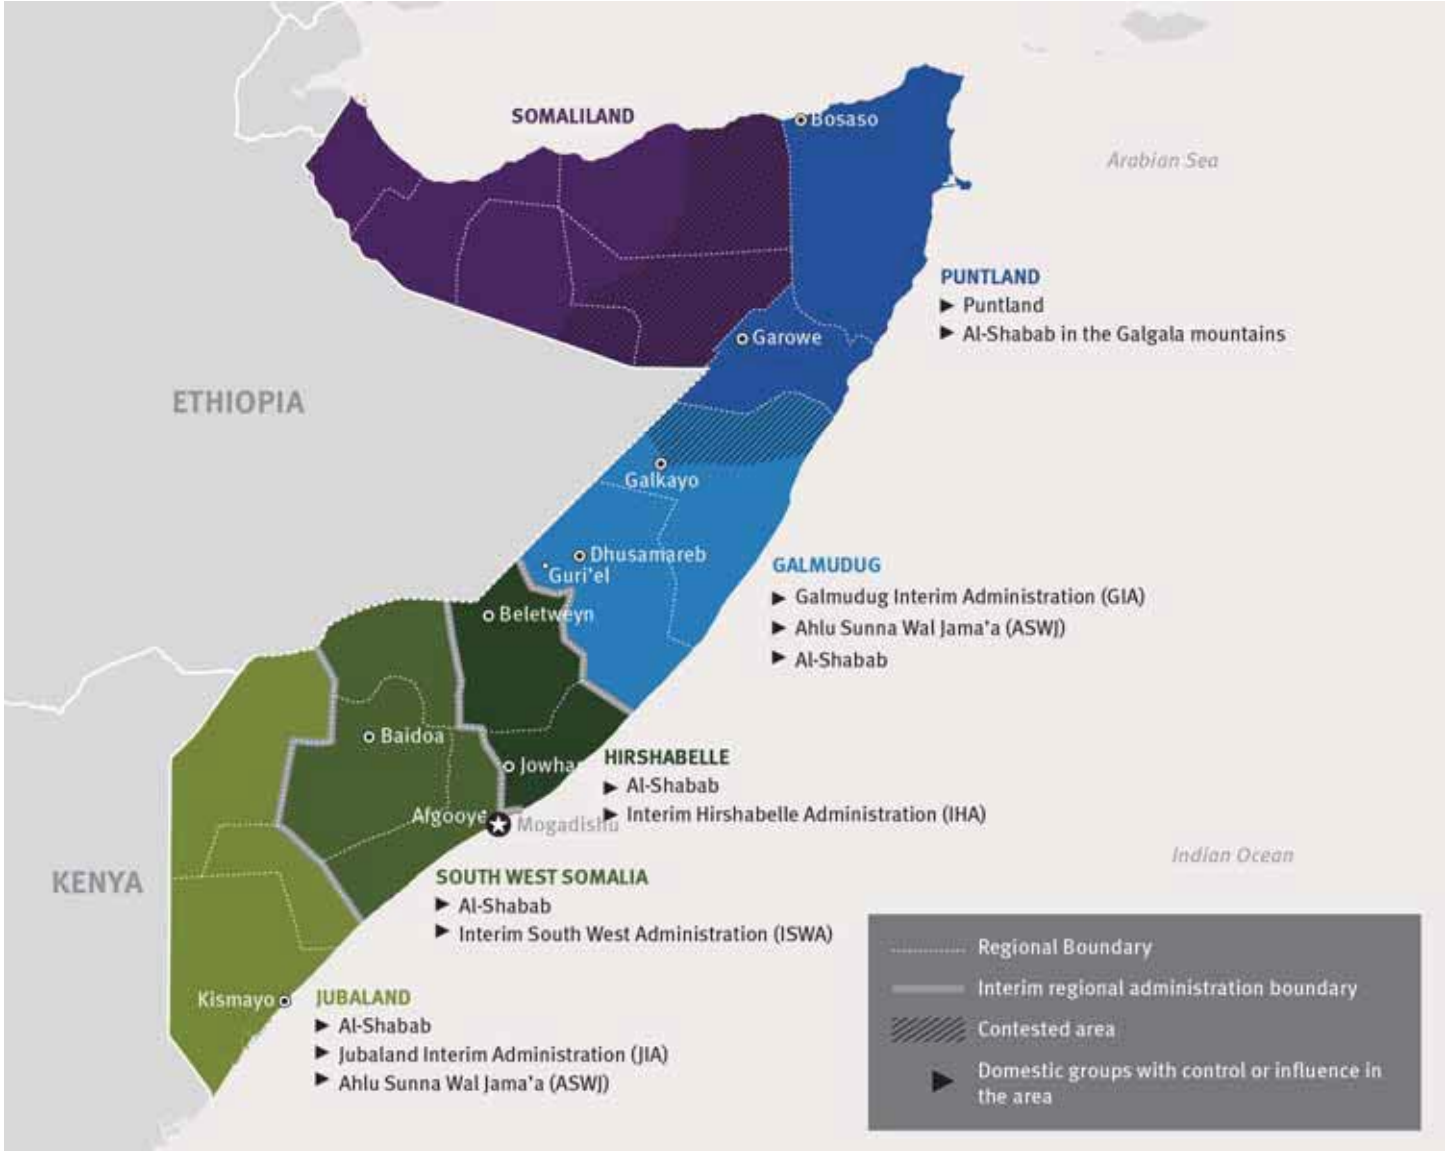 SOMALILAND
Bosaso
Arabian Sea
PUNTLAND
Puntland
Al-Shabab in the Galgala mountains
Garowe
ETHIOPIA
Galkayo
Dhusamareb
Guri'el
GALMUDUG
Galmudug Interim Administration (GIA)
Ahlu Sunna Wal Jama'a (ASWJ)
Al-Shabab
Beletweyn
Baidoa
Jowha
HIRSHABELLE
Al-Shabab
Interim Hirshabelle Administration (IHA)
Afgooye
Mogadishu
Indian Ocean
KENYA
SOUTH WEST SOMALIA
Al-Shabab
Interim South West Administration (ISWA)
Kismayo
JUBALAND
Al-Shabab
Jubaland Interim Administration (JIA)
Ahlu Sunna Wal Jama'a (ASWJ)
Regional Boundary
Interim regional administration boundary
Contested area
Domestic groups with control or influence in
the area